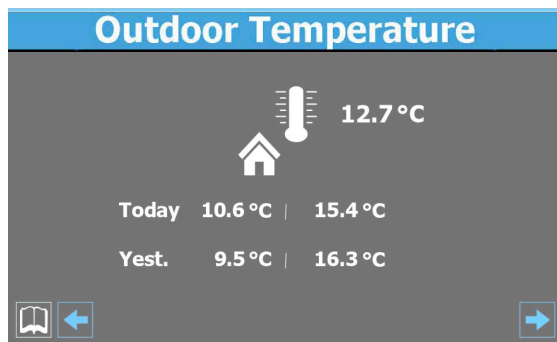 Outdoor Temperature
12.7 °C
Today 10.6 °C | 15.4 °C
Yest. 9.5 °C | 16.3 °C